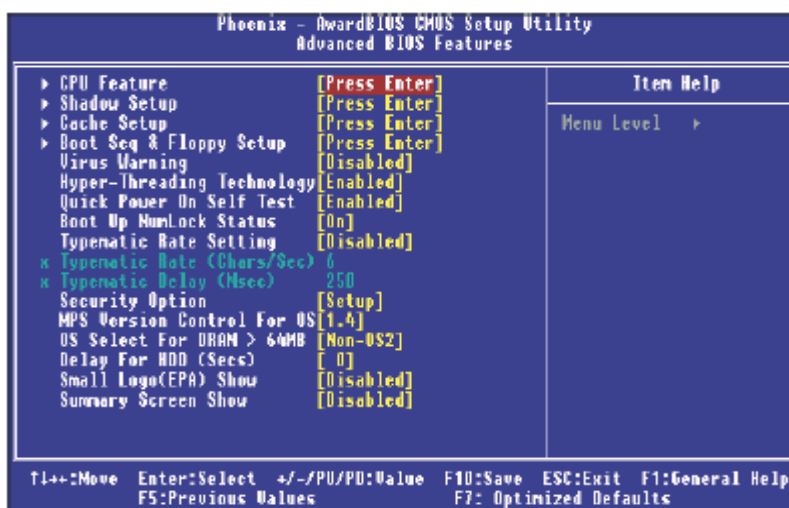 Phoenix - AwardBIOS CMOS Setup Utility
Advanced BIOS Features
▸ CPU Feature [Press Enter]
▸ Shadow Setup [Press Enter]
▸ Cache Setup [Press Enter]
▸ Boot Seq & Floppy Setup [Press Enter]
Virus Warning [Disabled]
Hyper-Threading Technology[Enabled]
Quick Power On Self Test [Enabled]
Boot Up NumLock Status [On]
Typematic Rate Setting [Disabled]
x Typematic Rate (Chars/Sec) 6
x Typematic Delay (Msec) 250
Security Option [Setup]
MPS Version Control For OS[1.4]
OS Select For DRAM > 64MB [Non-OS2]
Delay For HDD (Secs) [ 0]
Small Logo(EPA) Show [Disabled]
Summary Screen Show [Disabled]
Item Help
Menu Level ▸
↑↓↔:Move Enter:Select +/-/PU/PD:Value F10:Save ESC:Exit F1:General Help
F5:Previous Values F7: Optimized Defaults